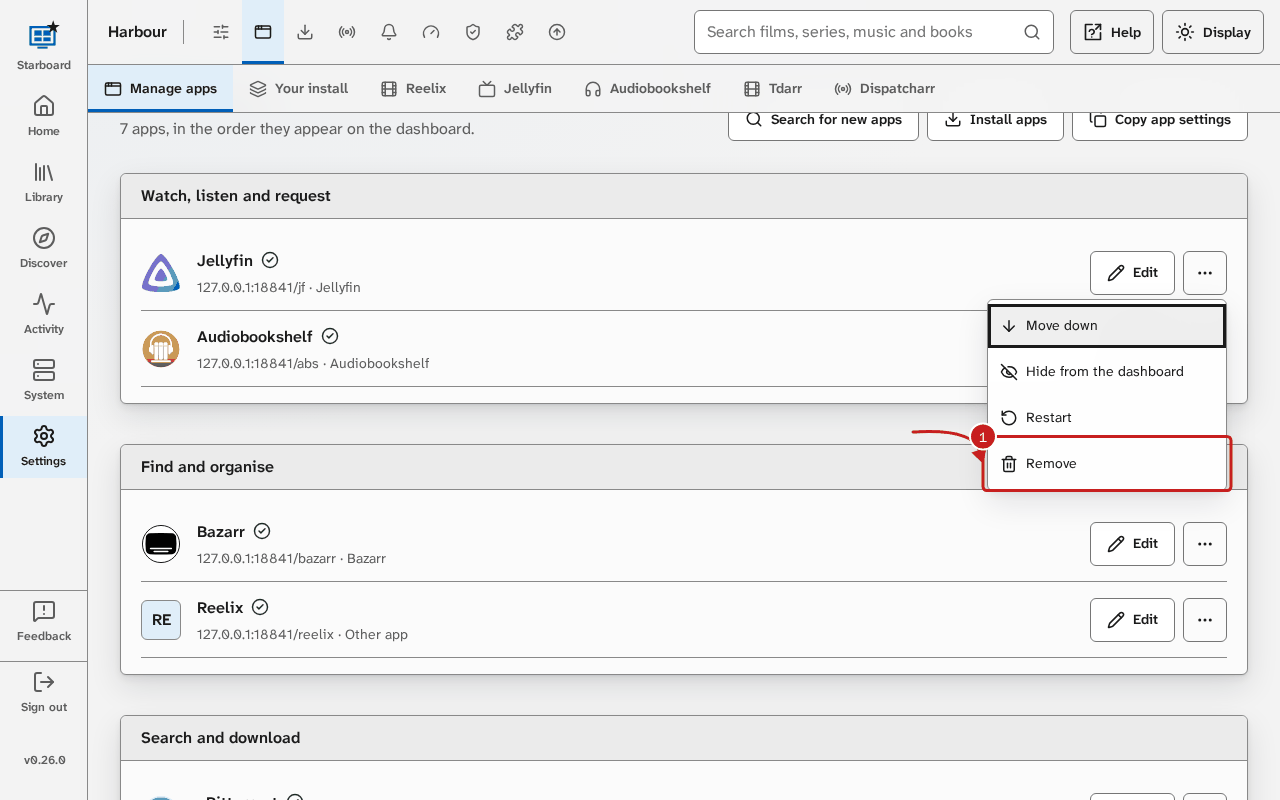 Starboard
Home
Library
Discover
Activity
System
Settings
Feedback
Sign out
v0.26.0
Harbour
Search films, series, music and books
Help
Display
Manage apps
Your install
Reelix
Jellyfin
Audiobookshelf
Tdarr
Dispatcharr
7 apps, in the order they appear on the dashboard.
Search for new apps
Install apps
Copy app settings
Watch, listen and request
Jellyfin
127.0.0.1:18841/jf · Jellyfin
Edit
Audiobookshelf
127.0.0.1:18841/abs · Audiobookshelf
Move down
Hide from the dashboard
Restart
1
Remove
Find and organise
Bazarr
127.0.0.1:18841/bazarr · Bazarr
Edit
RE
Reelix
127.0.0.1:18841/reelix · Other app
Edit
Search and download